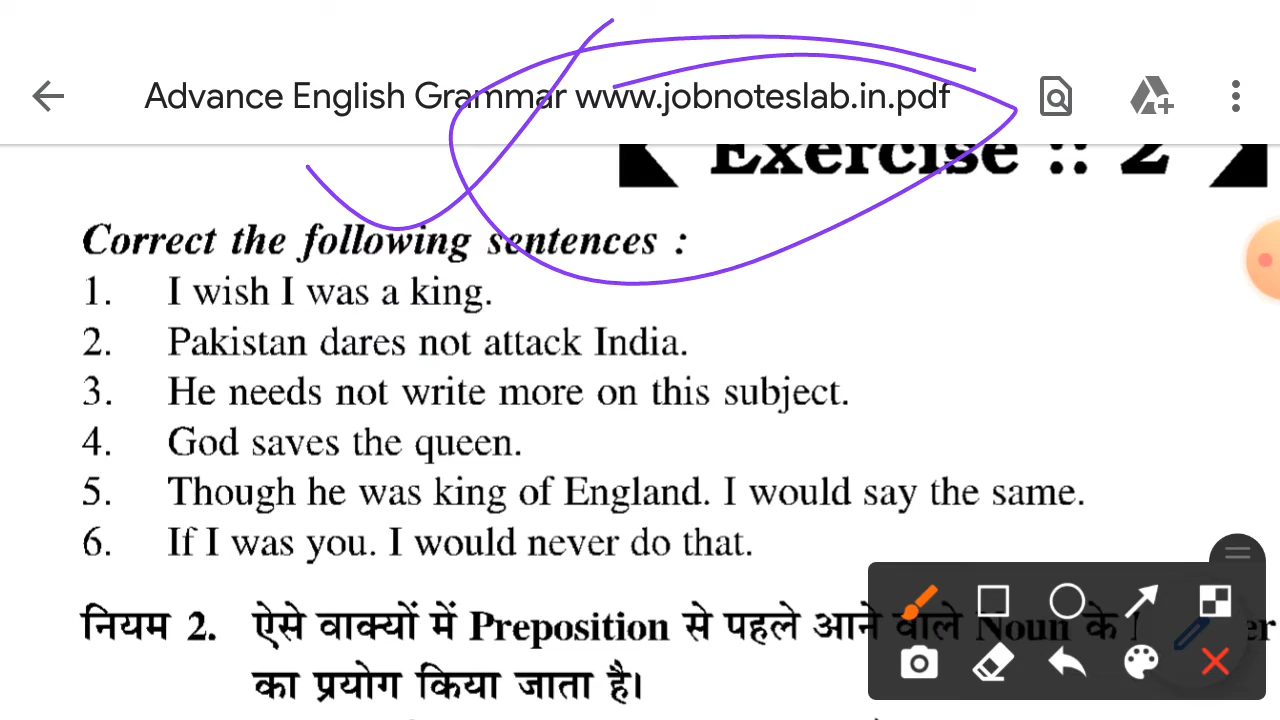 Advance English Grammar www.jobnoteslab.in.pdf
Exercise :: 2
Correct the following sentences :
1. I wish I was a king.
2. Pakistan dares not attack India.
3. He needs not write more on this subject.
4. God saves the queen.
5. Though he was king of England. I would say the same.
6. If I was you. I would never do that.
नियम 2. ऐसे वाक्यों में Preposition से पहले आने वाले Noun के
का प्रयोग किया जाता है।